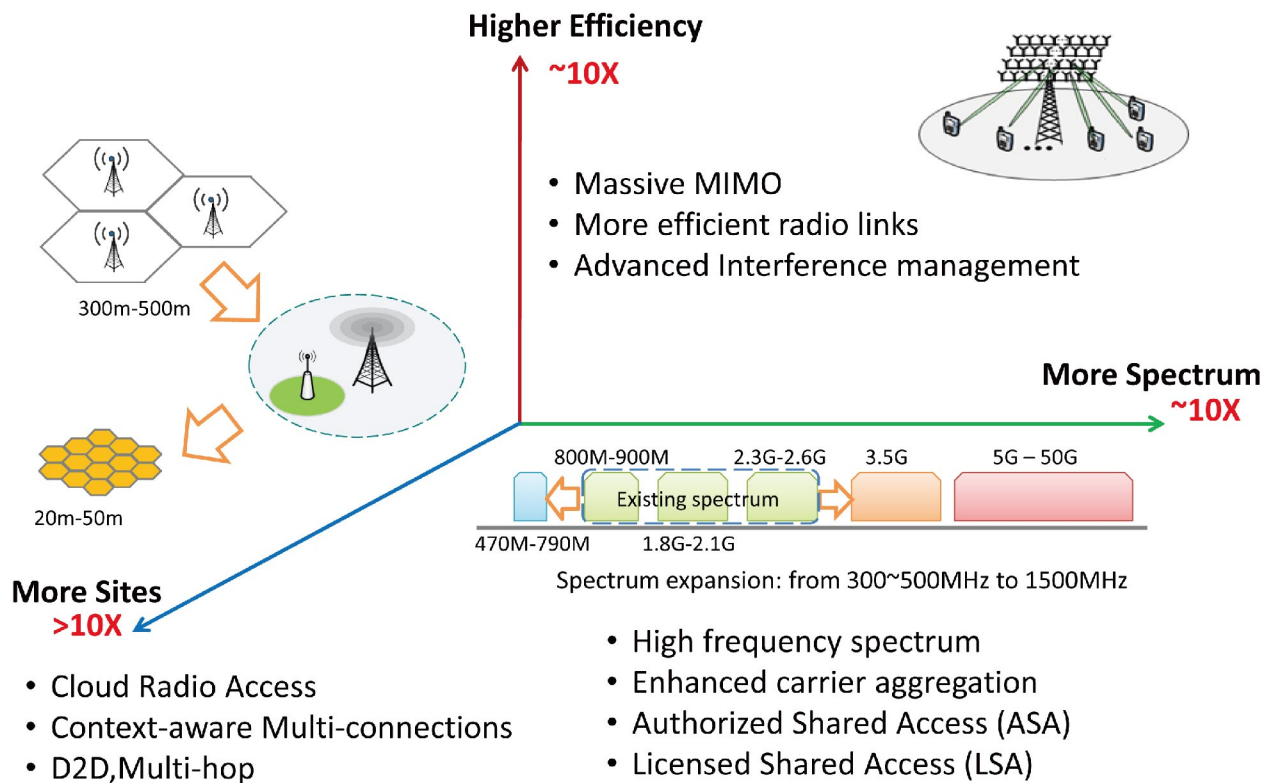 Higher Efficiency
~10X
• Massive MIMO
• More efficient radio links
• Advanced Interference management
300m-500m
20m-50m
More Spectrum
~10X
800M-900M
2.3G-2.6G
3.5G
5G – 50G
Existing spectrum
470M-790M
1.8G-2.1G
Spectrum expansion: from 300~500MHz to 1500MHz
More Sites
>10X
• Cloud Radio Access
• Context-aware Multi-connections
• D2D,Multi-hop
• High frequency spectrum
• Enhanced carrier aggregation
• Authorized Shared Access (ASA)
• Licensed Shared Access (LSA)